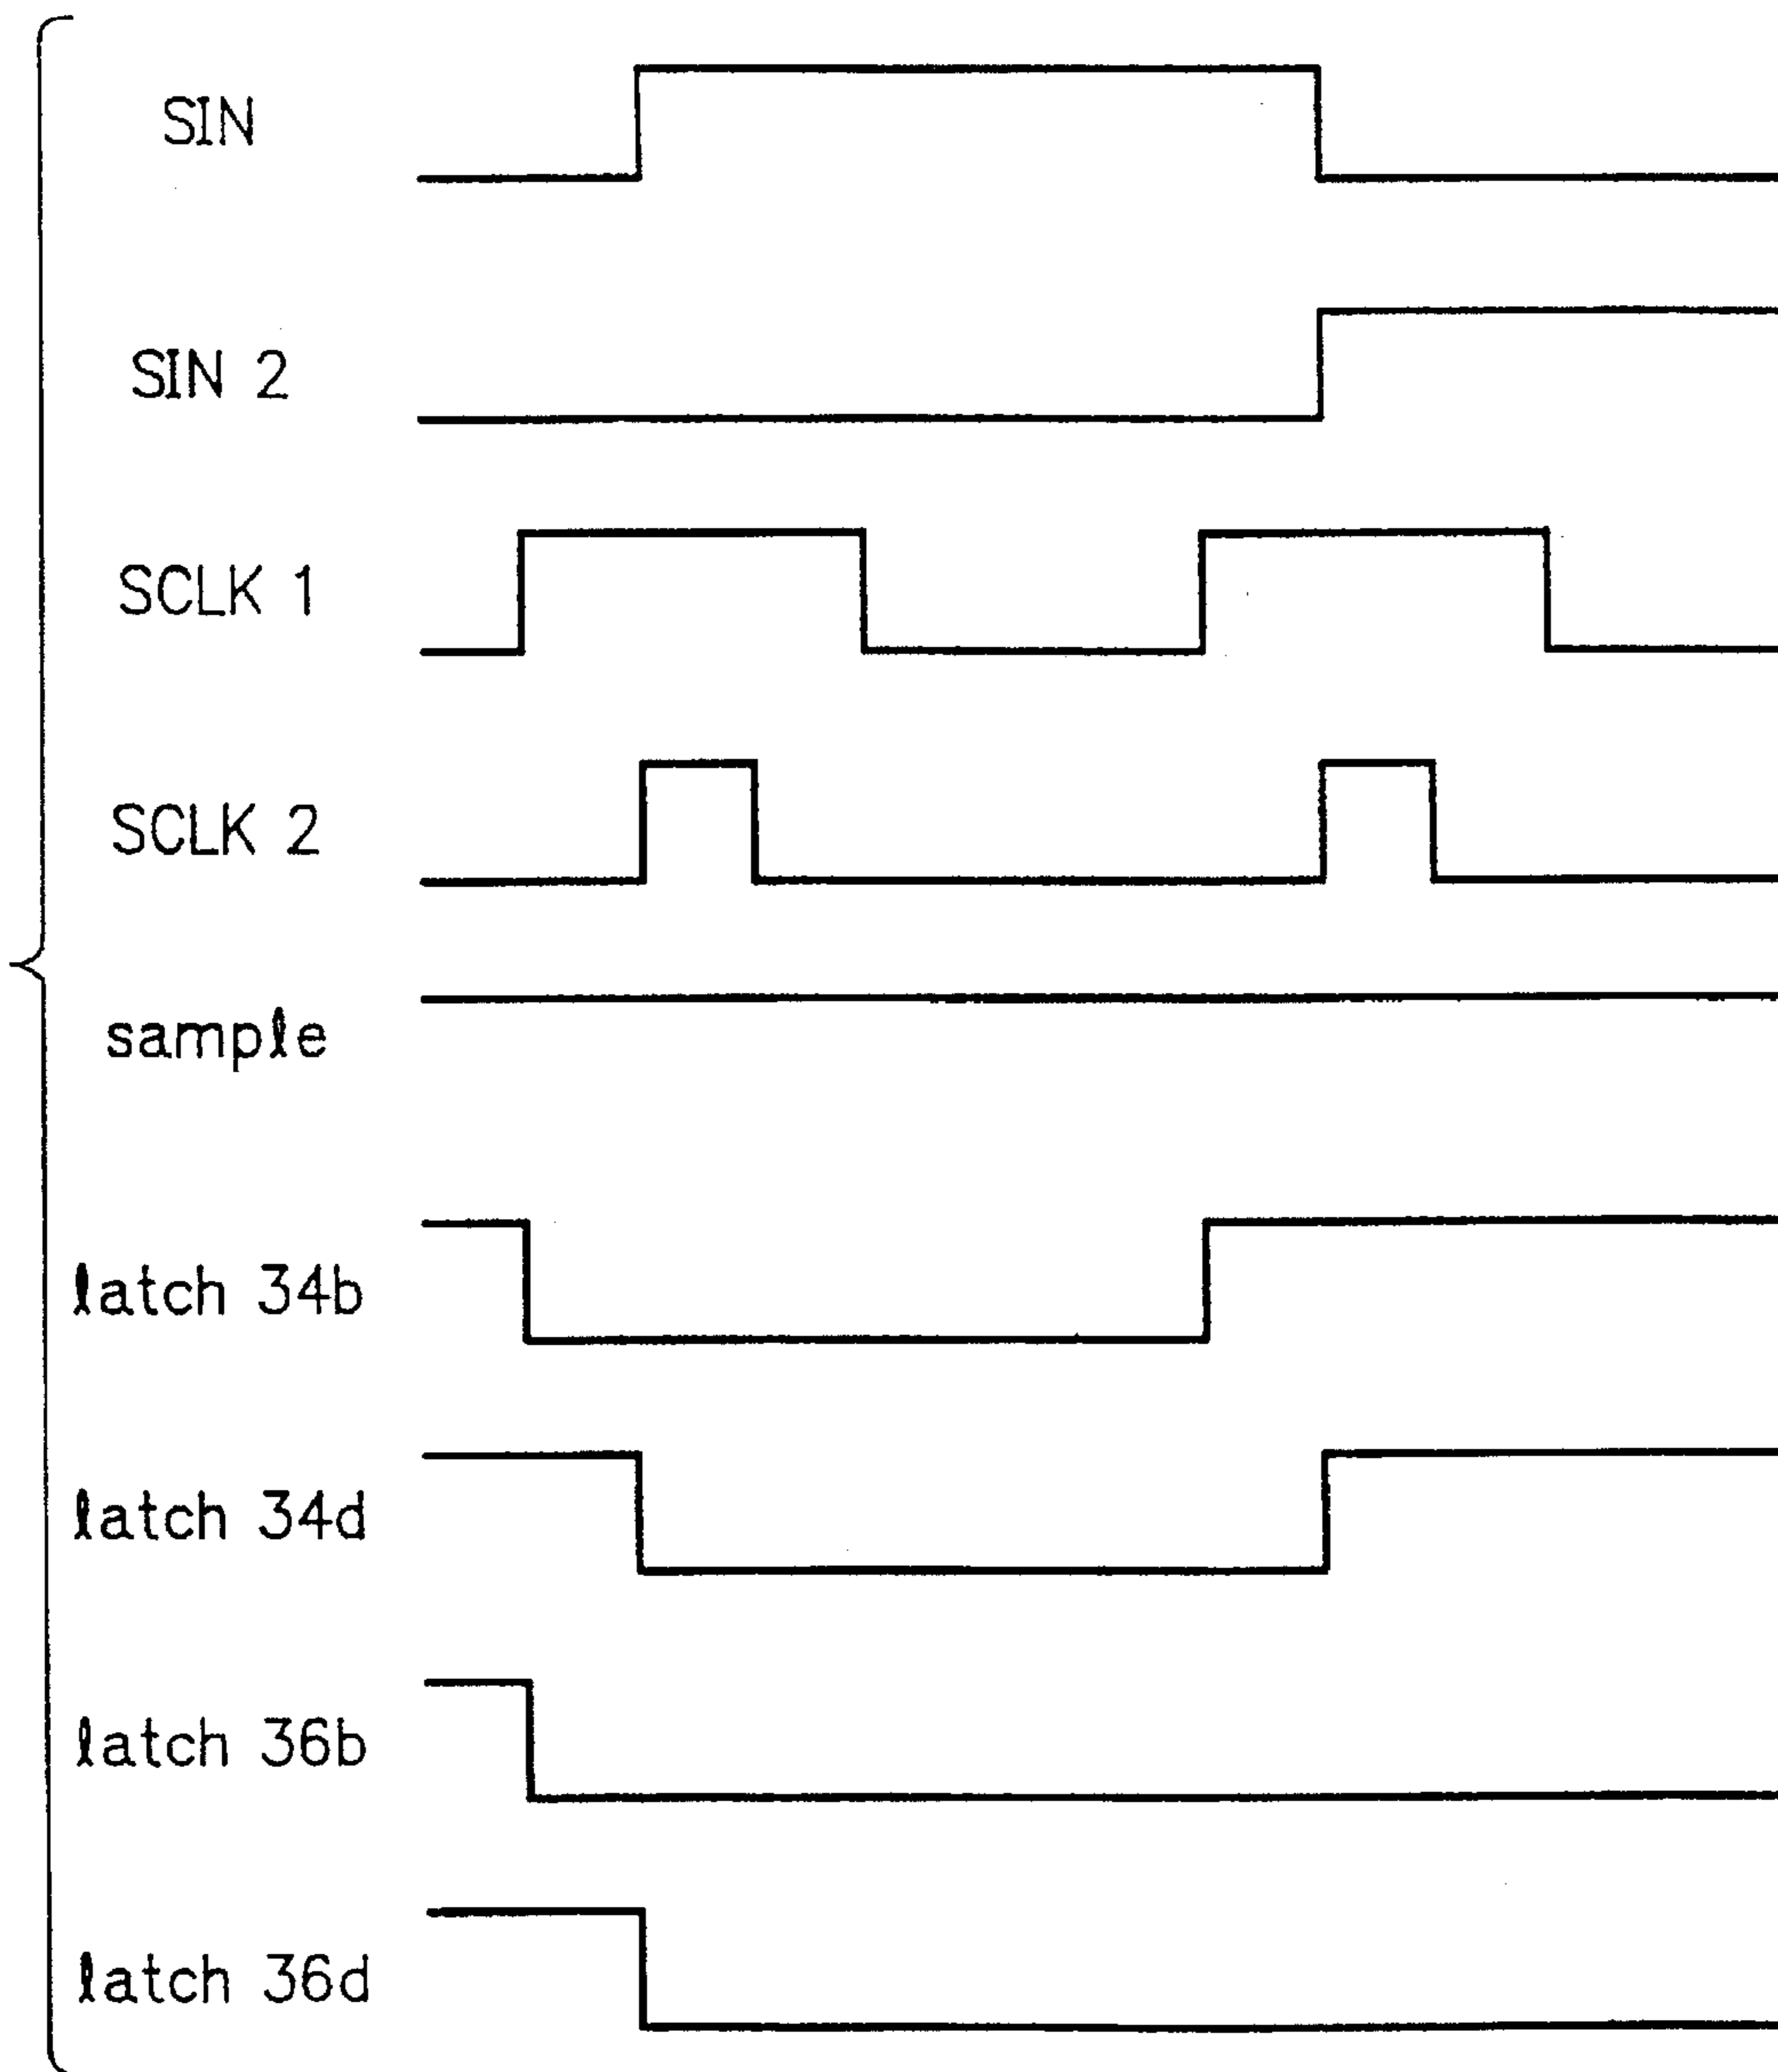 SIN
SIN 2
SCLK 1
SCLK 2
sample
latch 34b
latch 34d
latch 36b
latch 36d